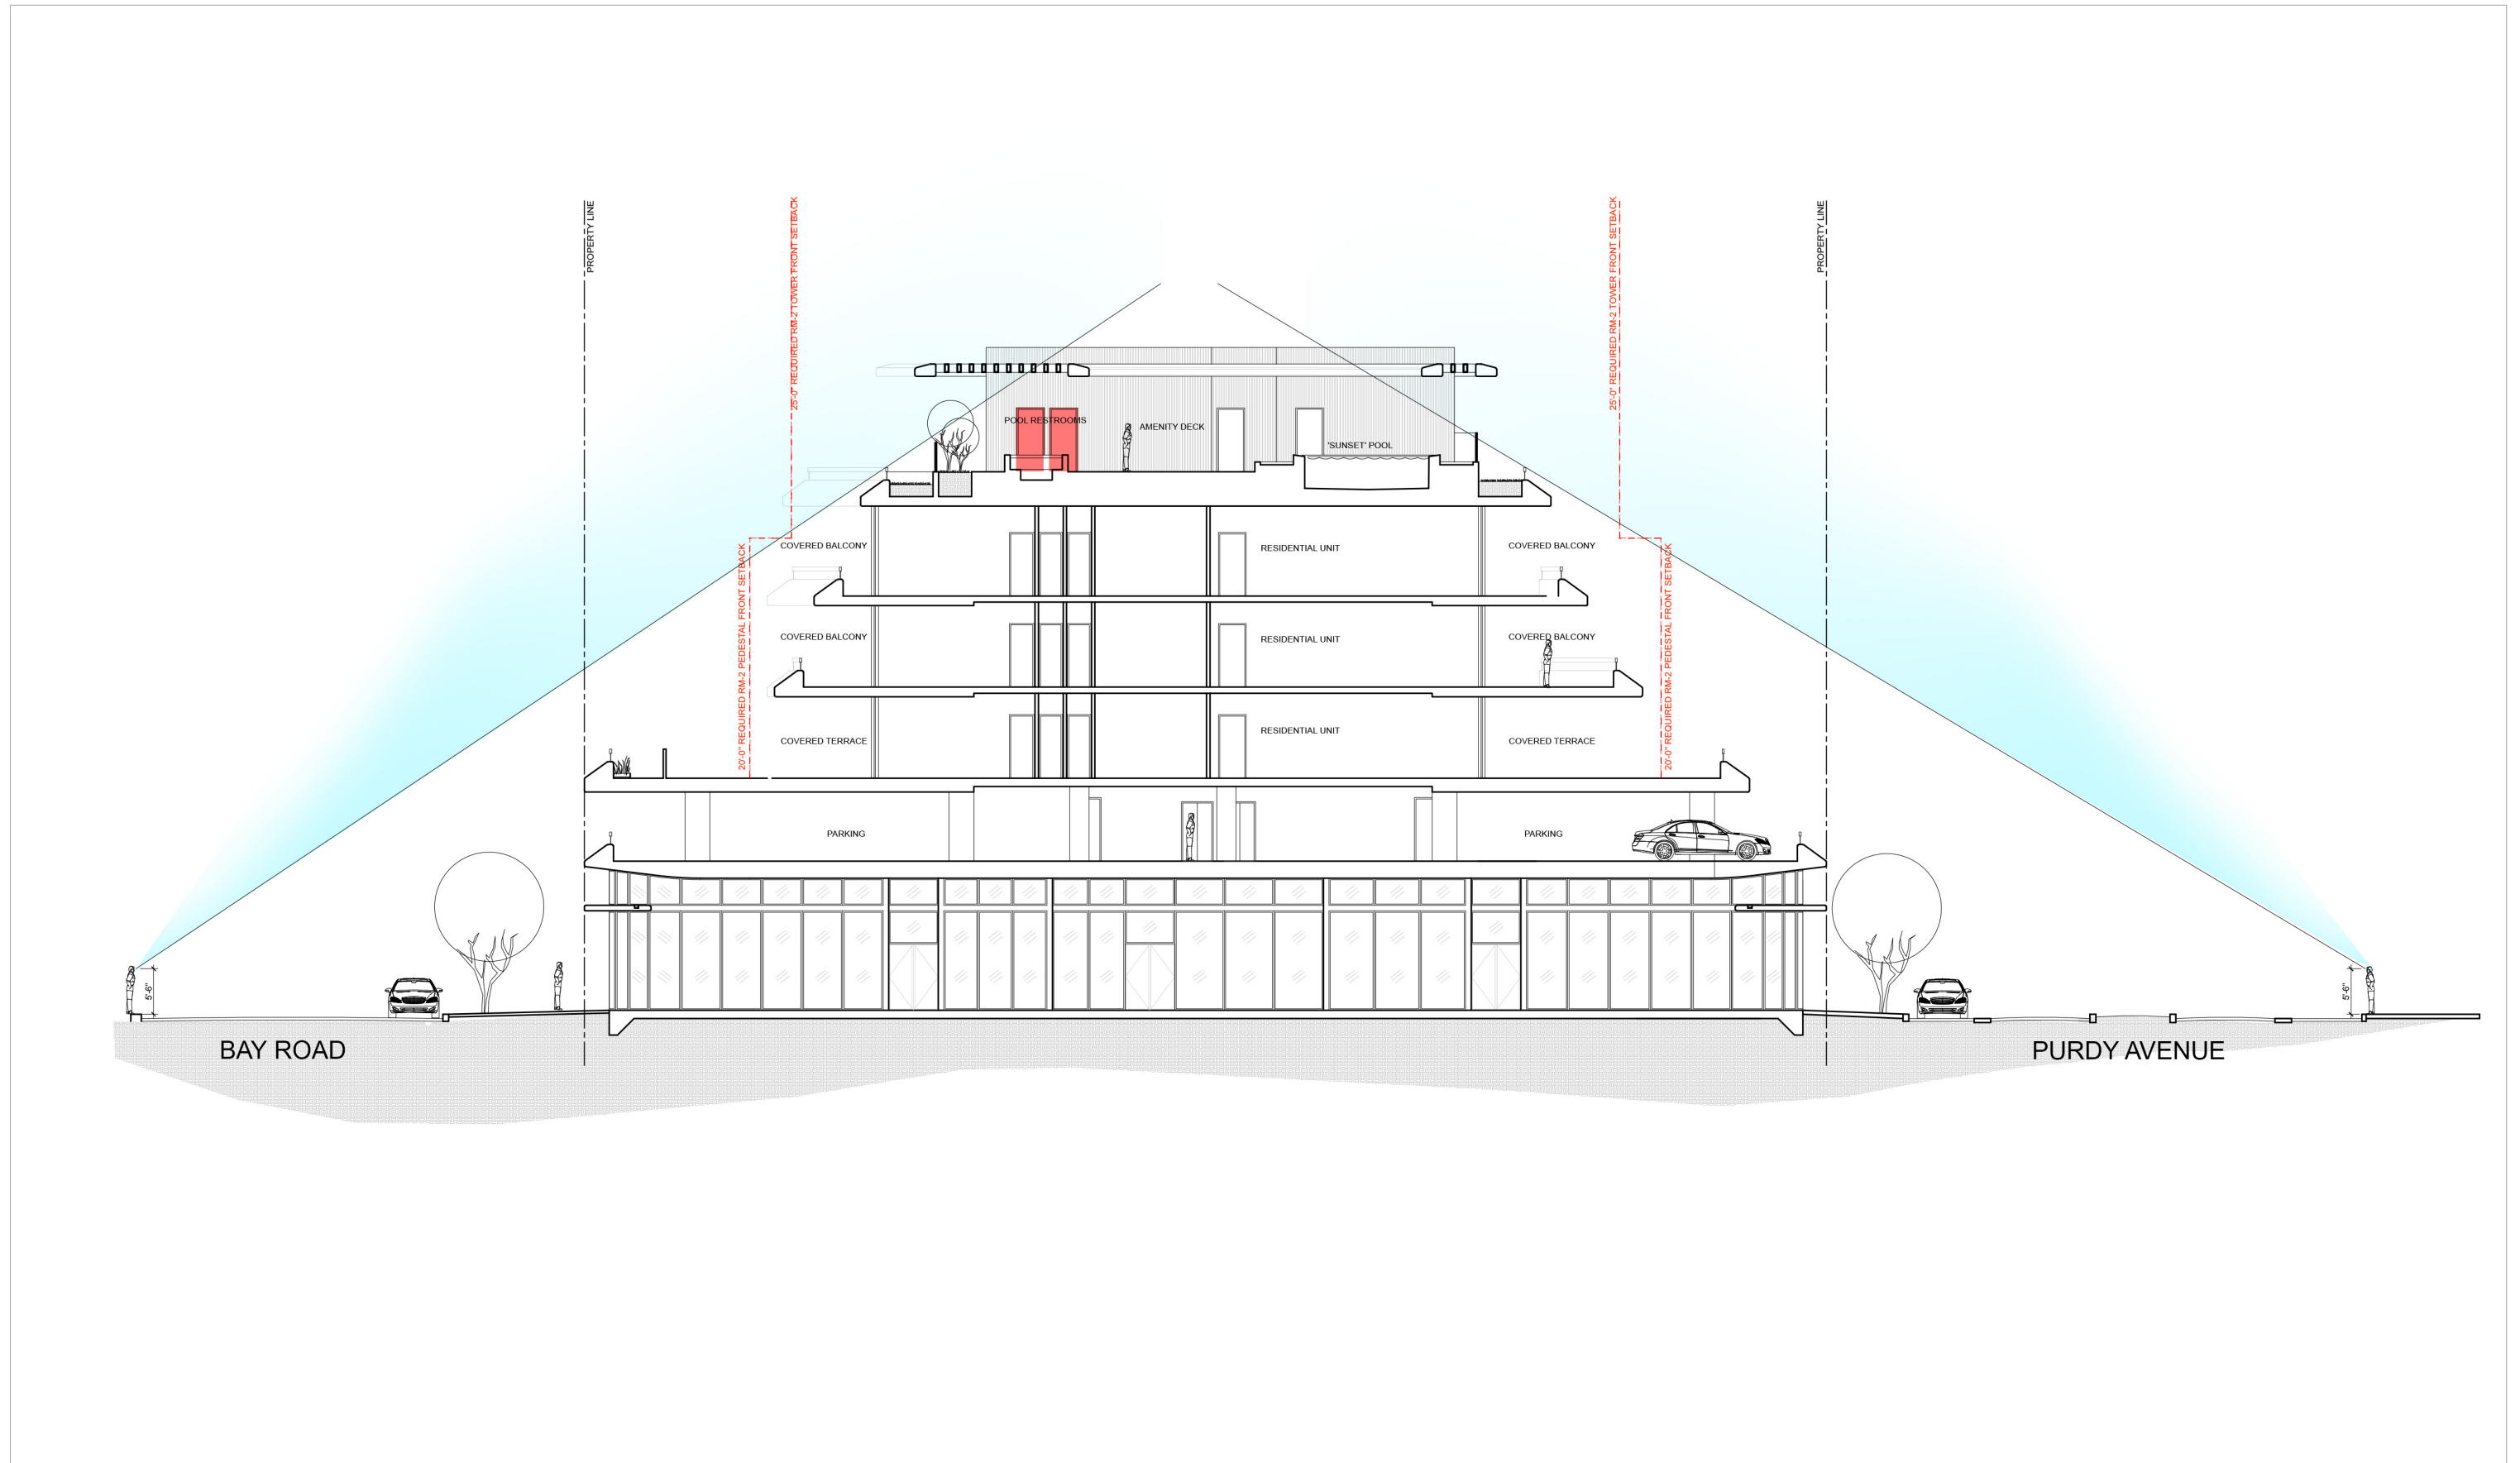 PROPERTY LINE
25'-0" REQUIRED RM-2 TOWER FRONT SETBACK
25'-0" REQUIRED RM-2 TOWER FRONT SETBACK
PROPERTY LINE
POOL RESTROOMS
AMENITY DECK
'SUNSET' POOL
20'-0" REQUIRED RM-2 PEDESTAL FRONT SETBACK
COVERED BALCONY
RESIDENTIAL UNIT
COVERED BALCONY
20'-0" REQUIRED RM-2 PEDESTAL FRONT SETBACK
COVERED BALCONY
RESIDENTIAL UNIT
COVERED BALCONY
COVERED TERRACE
RESIDENTIAL UNIT
COVERED TERRACE
PARKING
PARKING
5'-6"
5'-6"
BAY ROAD
PURDY AVENUE